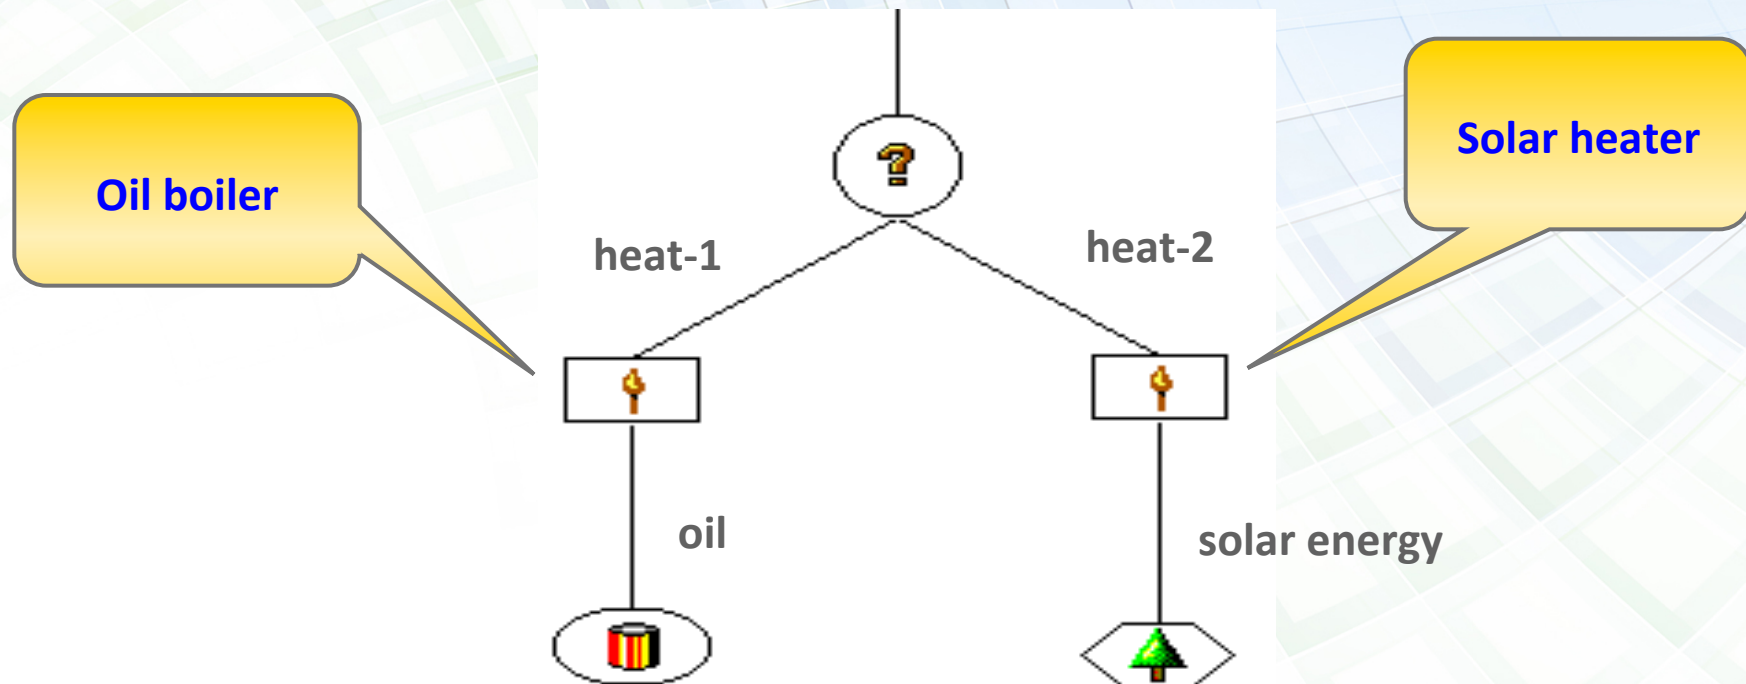 Oil boiler
Solar heater
heat-1
heat-2
oil
solar energy
?